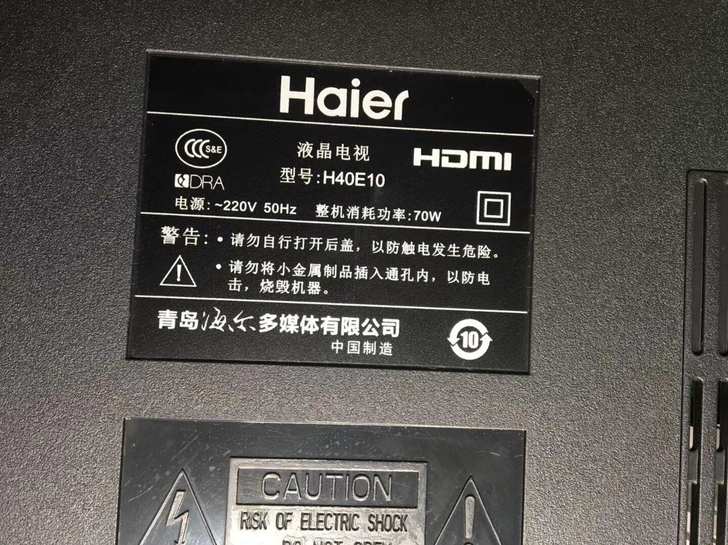 Haier
S&E
液晶电视
HDMI
DRA
型号:H40E10
电源:~220V 50Hz 整机消耗功率:70W
警告:•请勿自行打开后盖，以防触电发生危险。
•请勿将小金属制品插入通孔内，以防电
击，烧毁机器。
青岛海尔多媒体有限公司
中国制造
10
CAUTION
RISK OF ELECTRIC SHOCK
DO NOT OPEN